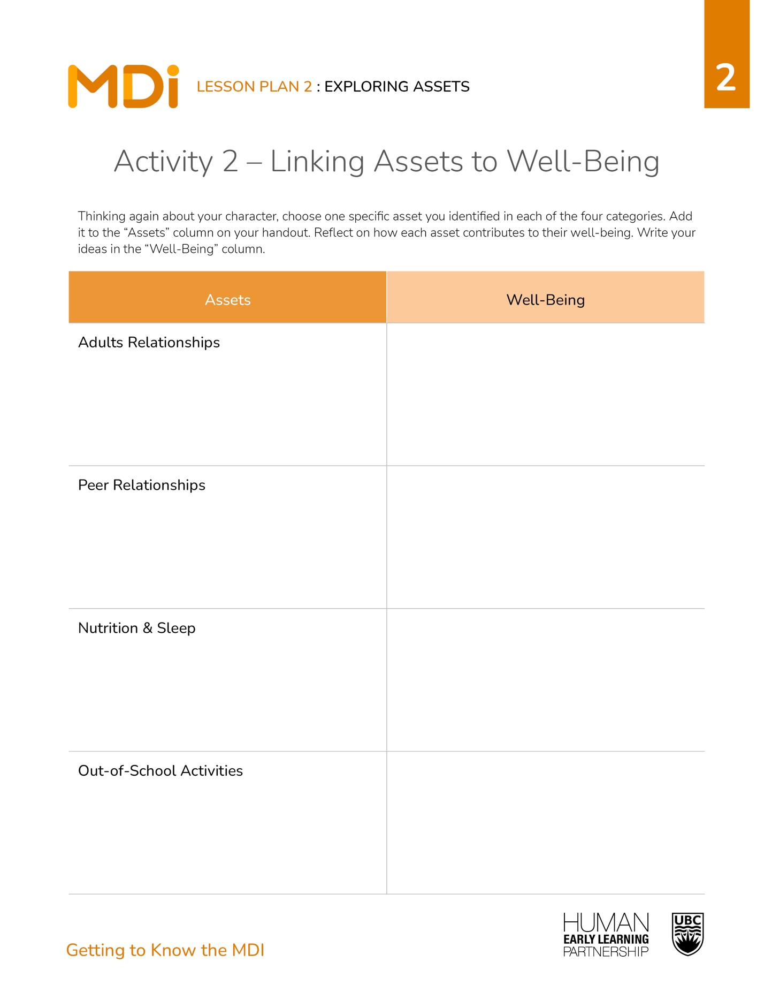 MDi
LESSON PLAN 2 : EXPLORING ASSETS
2
Activity 2 – Linking Assets to Well-Being
Thinking again about your character, choose one specific asset you identified in each of the four categories. Add
it to the “Assets” column on your handout. Reflect on how each asset contributes to their well-being. Write your
ideas in the “Well-Being” column.
Assets
Well-Being
Adults Relationships
Peer Relationships
Nutrition & Sleep
Out-of-School Activities
Getting to Know the MDI
HUMAN
EARLY LEARNING
PARTNERSHIP
UBC